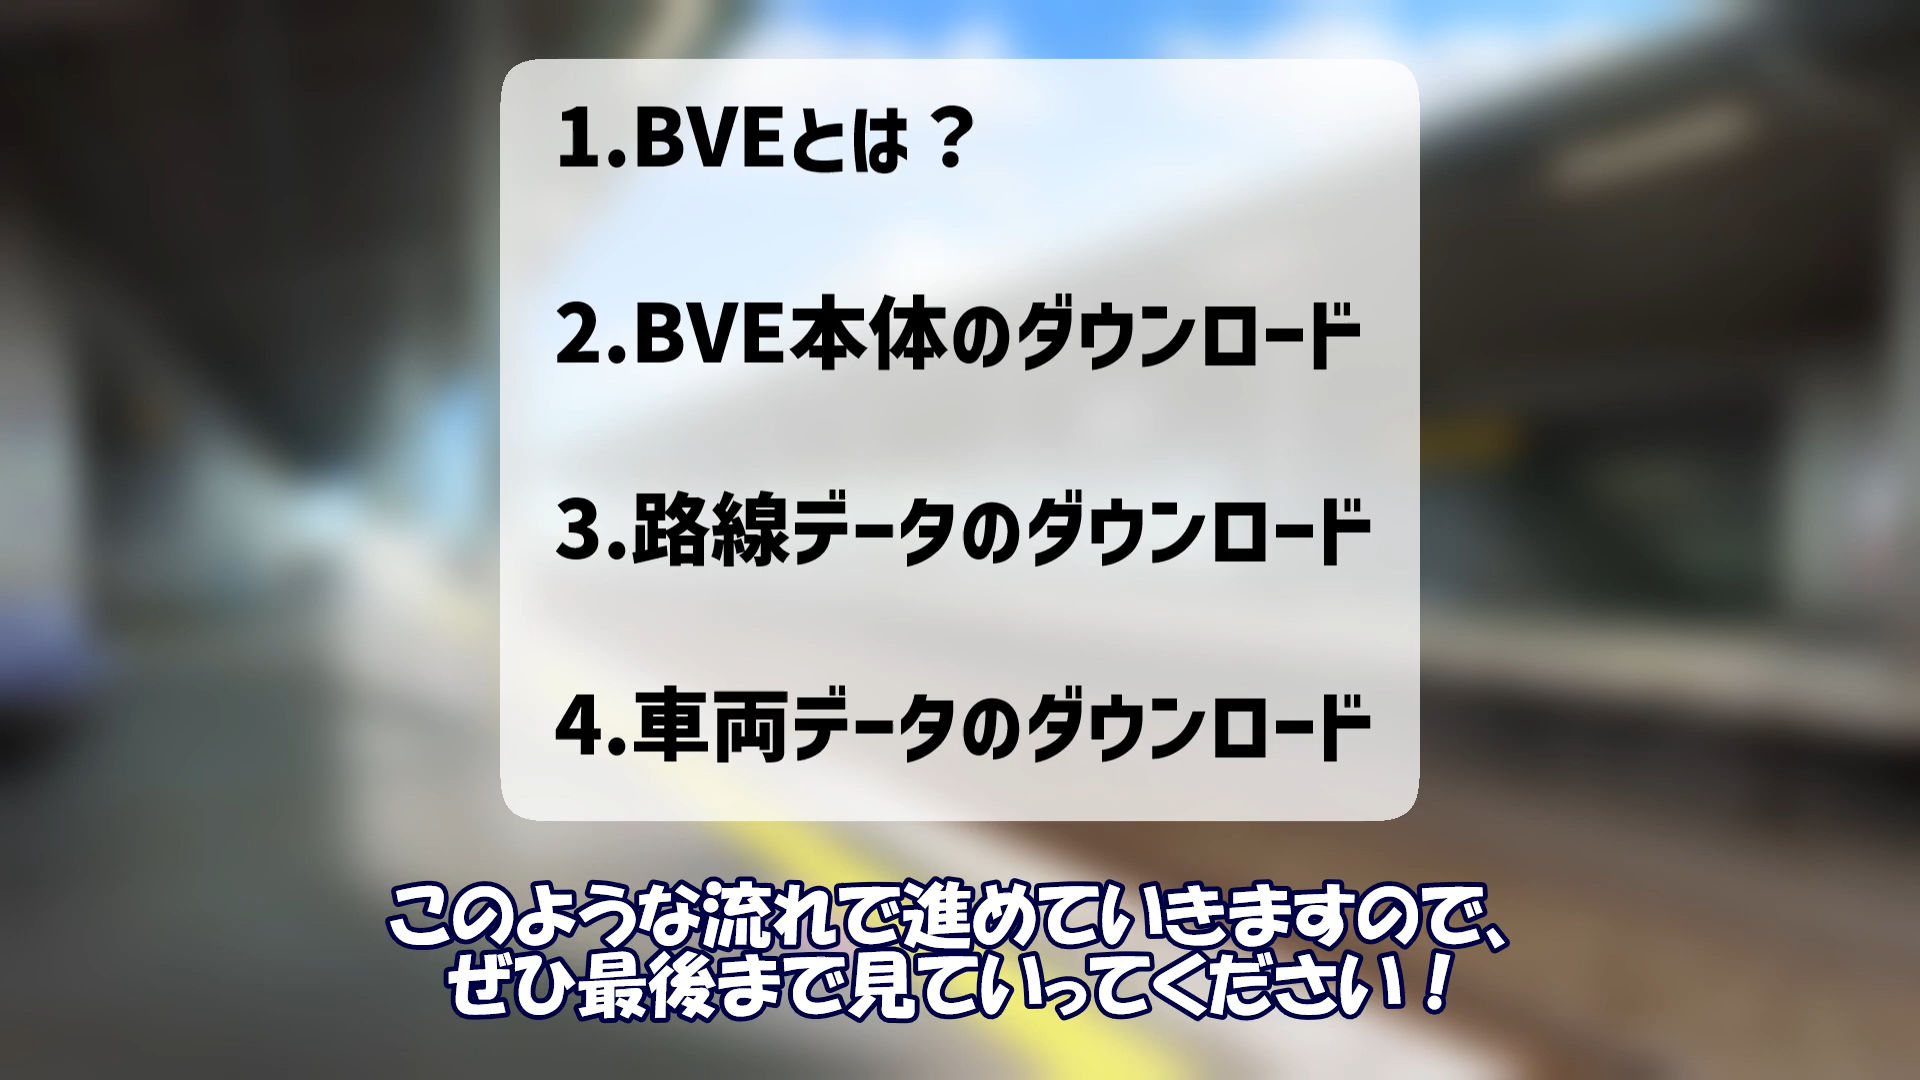 1.BVEとは？
2.BVE本体のダウンロード
3.路線データのダウンロード
4.車両データのダウンロード
このような流れで進めていきますので、
ぜひ最後まで見ていってください！